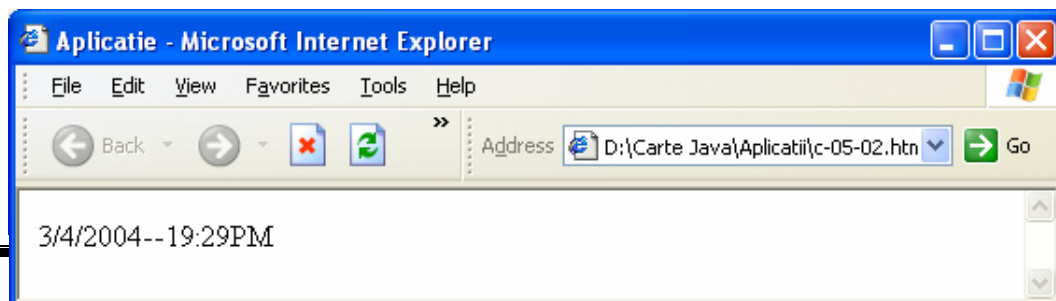 Aplicatie - Microsoft Internet Explorer
File Edit View Favorites Tools Help
Back » Address D:\Carte Java\Aplicatii\c-05-02.htn Go
3/4/2004--19:29PM